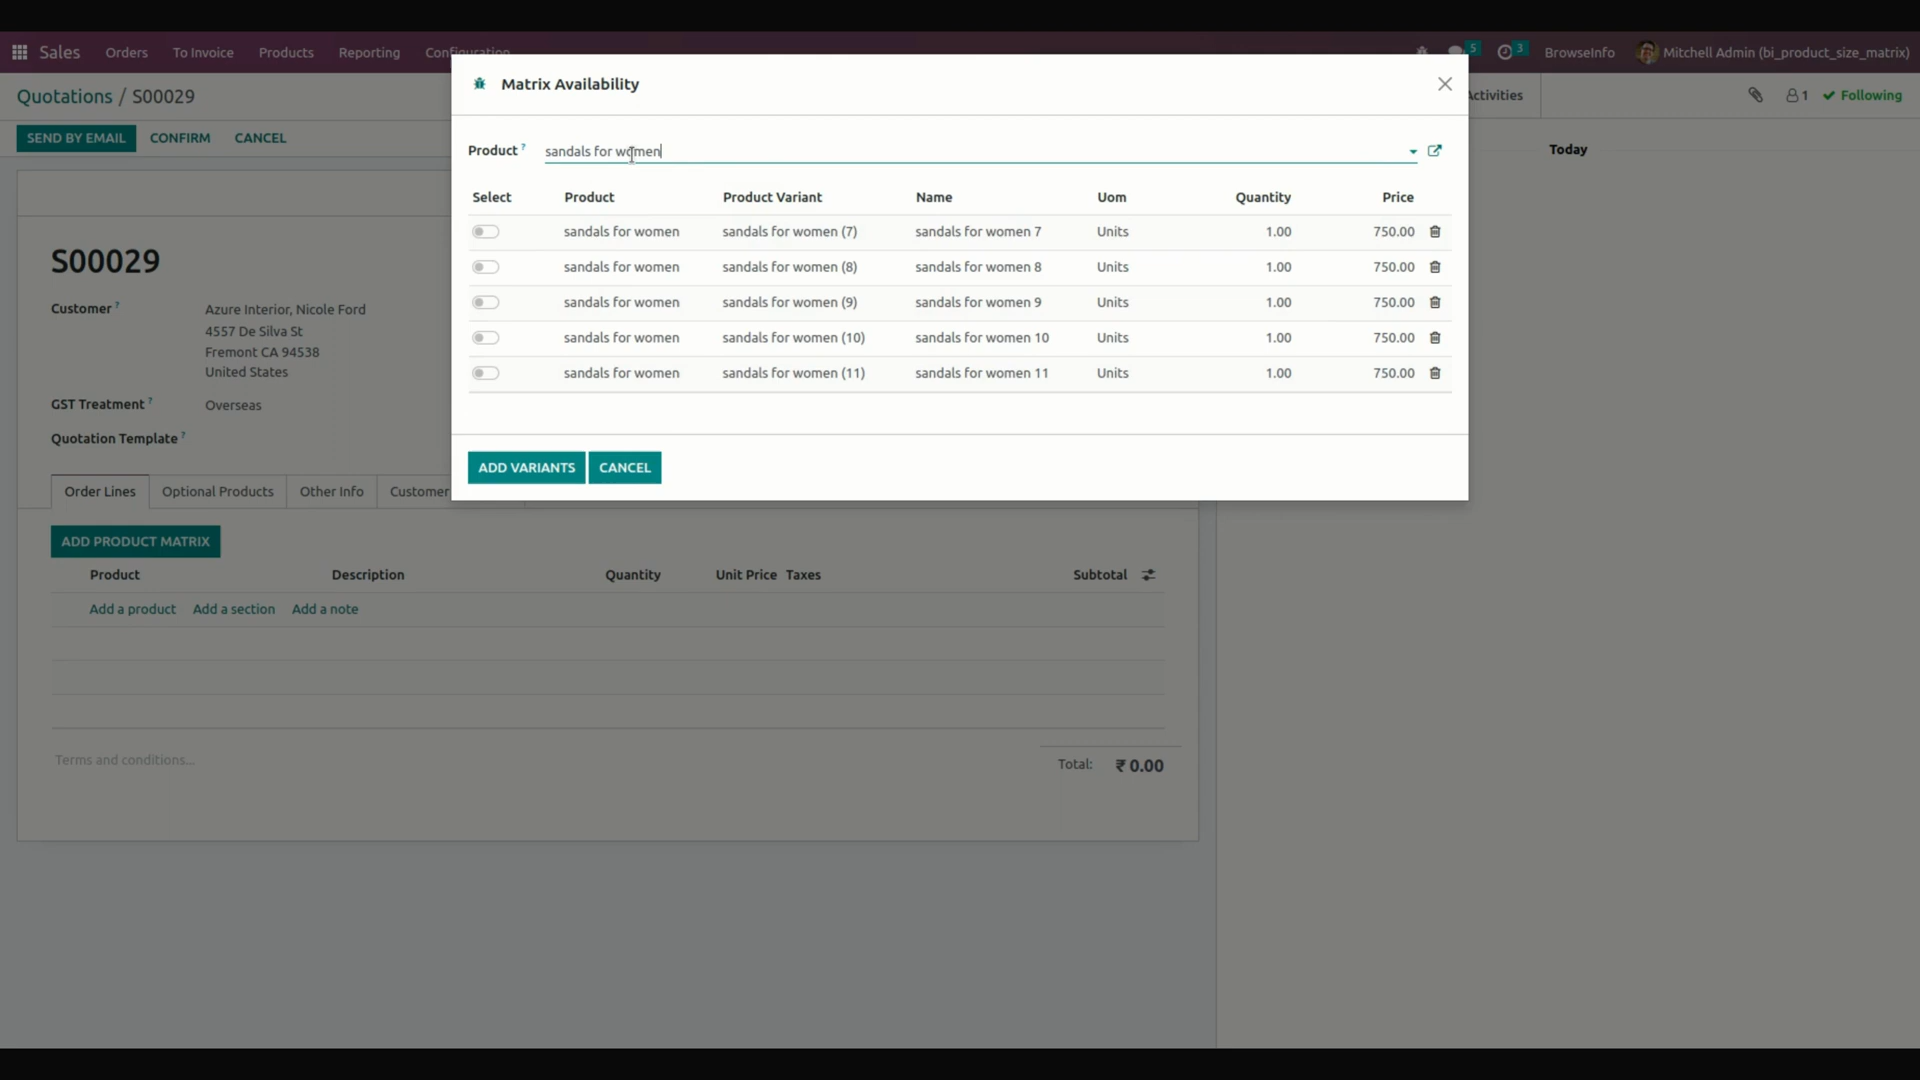 Sales Orders To Invoice Products Reporting Configuration 5 3 BrowseInfo Mitchell Admin (bi_product_size_matrix)
Quotations / S00029 Activities 1 Following
SEND BY EMAIL CONFIRM CANCEL
Today
Matrix Availability
Product ? sandals for women
Select Product Product Variant Name Uom Quantity Price
sandals for women sandals for women (7) sandals for women 7 Units 1.00 750.00
sandals for women sandals for women (8) sandals for women 8 Units 1.00 750.00
sandals for women sandals for women (9) sandals for women 9 Units 1.00 750.00
sandals for women sandals for women (10) sandals for women 10 Units 1.00 750.00
sandals for women sandals for women (11) sandals for women 11 Units 1.00 750.00
ADD VARIANTS CANCEL
S00029
Customer ? Azure Interior, Nicole Ford
4557 De Silva St
Fremont CA 94538
United States
GST Treatment ? Overseas
Quotation Template ?
Order Lines Optional Products Other Info Customer
ADD PRODUCT MATRIX
Product Description Quantity Unit Price Taxes Subtotal
Add a product Add a section Add a note
Terms and conditions...
Total: ₹ 0.00